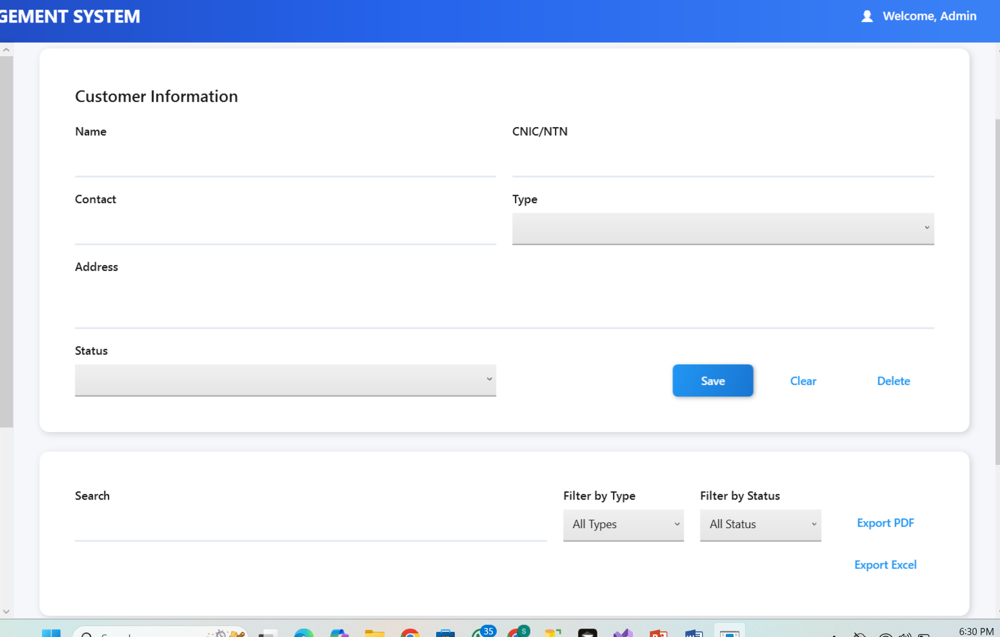 GEMENT SYSTEM
Welcome, Admin
Customer Information
Name
CNIC/NTN
Contact
Type
Address
Status
Save
Clear
Delete
Search
Filter by Type
Filter by Status
All Types
All Status
Export PDF
Export Excel
35
S
6:30 PM